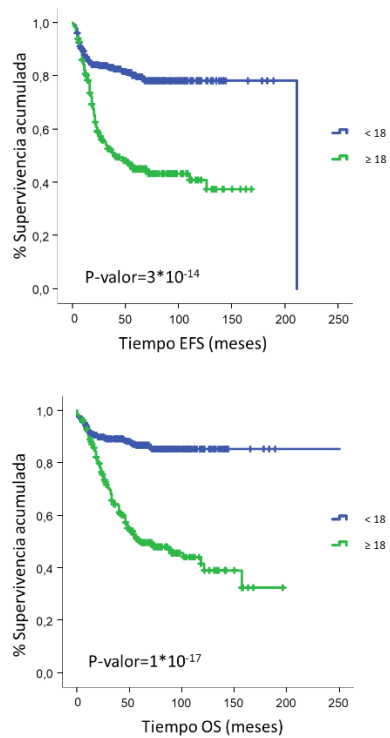 1,0
0,8
0,6
0,4
0,2
0,0
% Supervivencia acumulada
< 18
≥ 18
P-valor=3*10-14
0 50 100 150 200 250
Tiempo EFS (meses)
1,0
0,8
0,6
0,4
0,2
0,0
% Supervivencia acumulada
< 18
≥ 18
P-valor=1*10-17
0 50 100 150 200 250
Tiempo OS (meses)